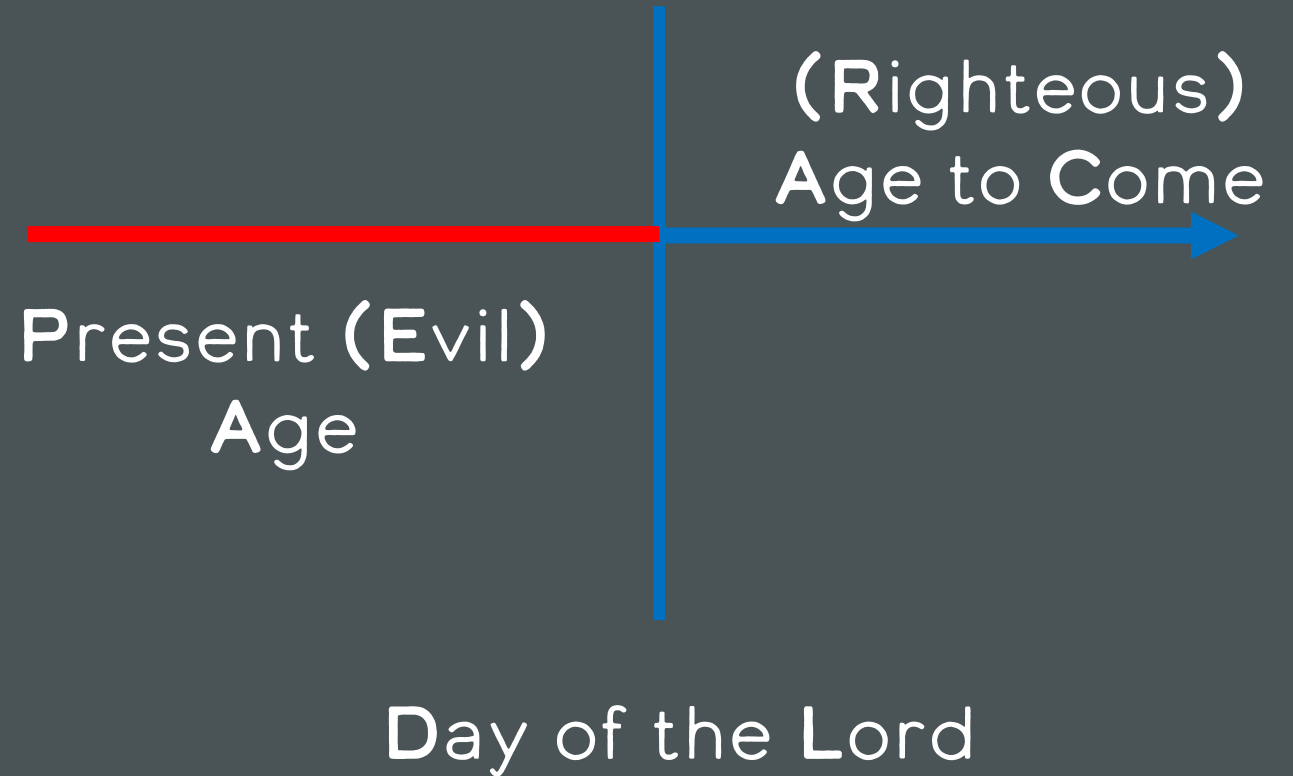 (Righteous)
Age to Come
Present (Evil)
Age
Day of the Lord